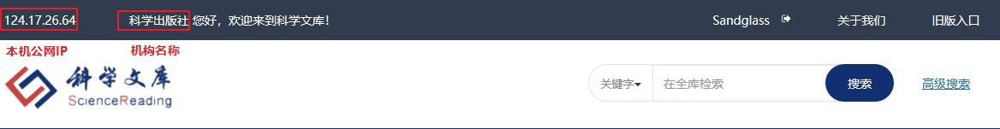 124.17.26.64 科学出版社 您好，欢迎来到科学文库！ Sandglass 关于我们 旧版入口
本机公网IP 机构名称
科学文库
ScienceReading
关键字 在全库检索 搜索 高级搜索